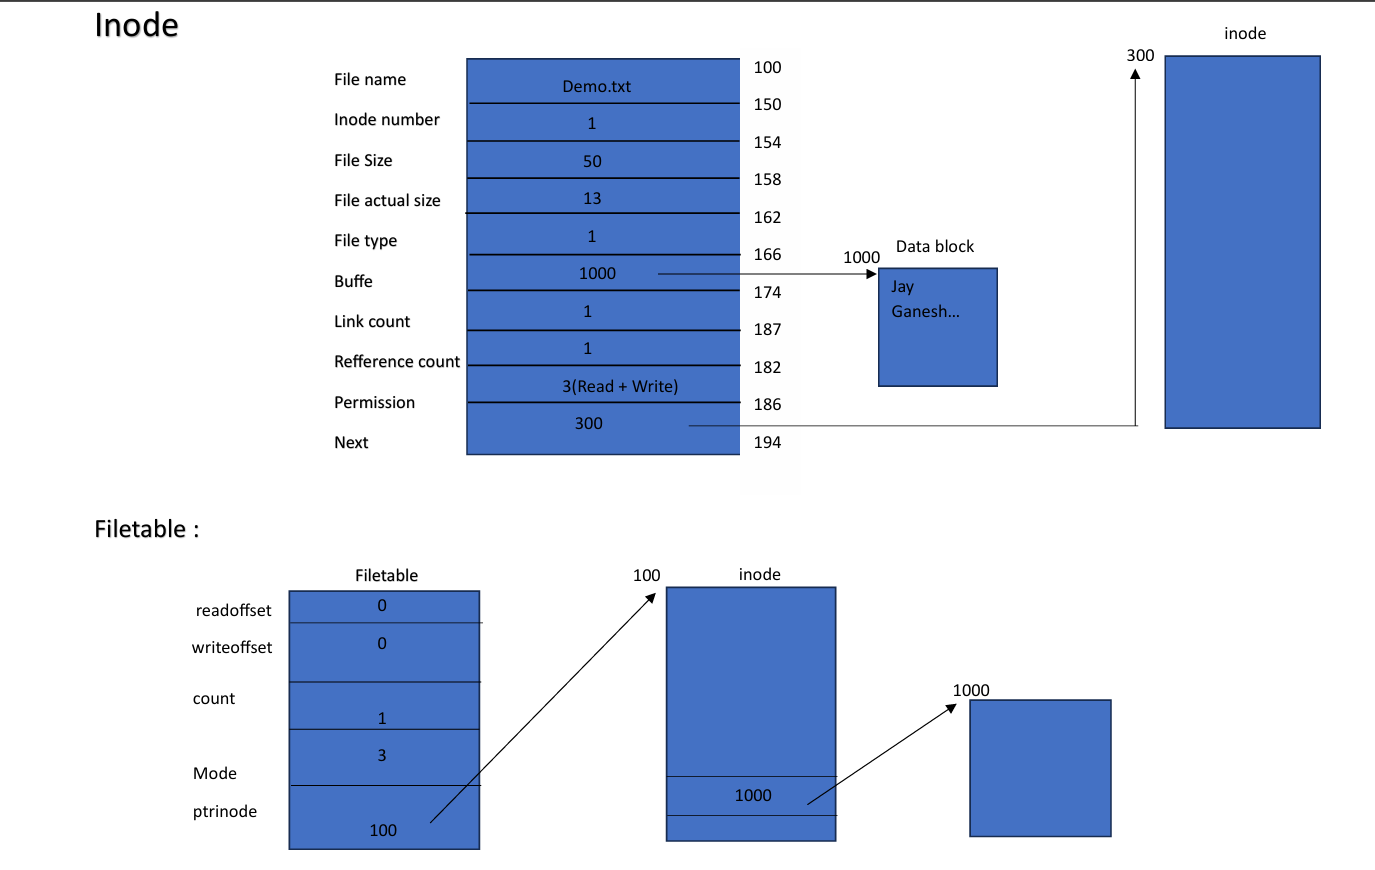 Inode
inode
300
File name
Demo.txt
100
150
Inode number
1
154
File Size
50
158
File actual size
13
162
File type
1
166
Buffe
1000
1000
Data block
Jay
Ganesh...
174
Link count
1
187
Refference count
1
182
Permission
3(Read + Write)
186
Next
300
194
Filetable :
Filetable
100
inode
readoffset
0
writeoffset
0
count
1
Mode
3
ptrinode
100
1000
1000